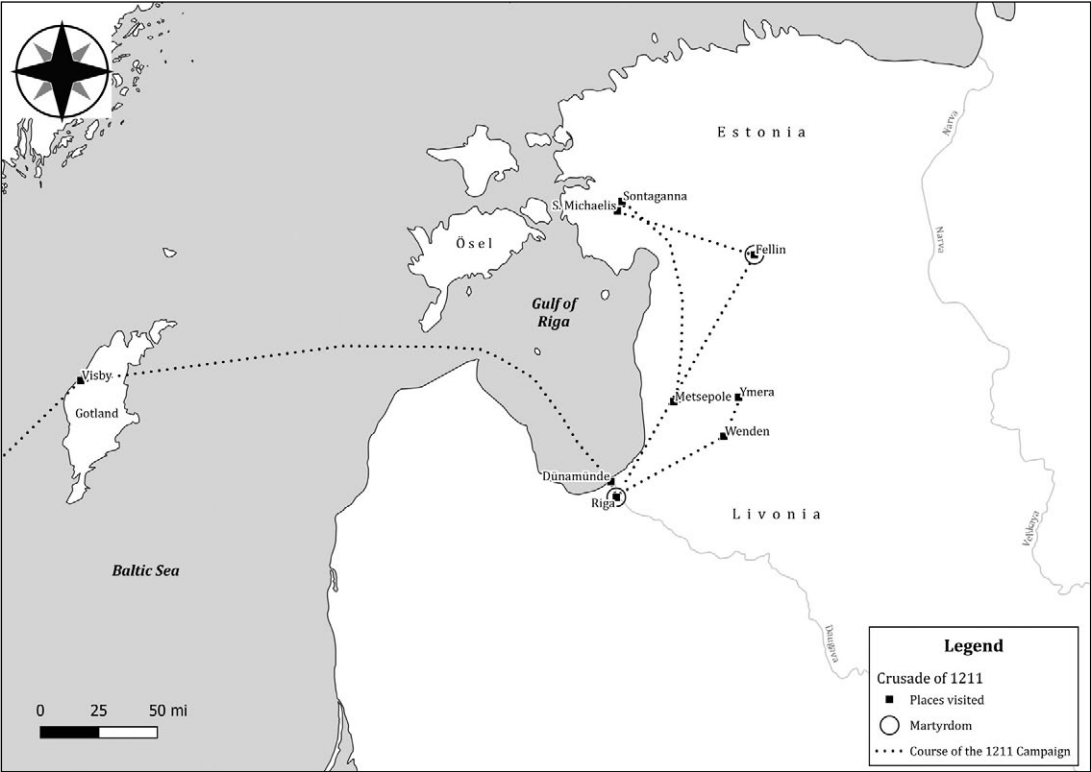 Estonia
Narva
Sontaganna
S. Michaelis
Narva
Ösel
Fellin
Gulf of
Riga
Visby
Gotland
Metsepole
Ymera
Wenden
Dünamünde
Riga
Livonia
Velikaya
Baltic Sea
Daugava
Legend
Crusade of 1211
Places visited
Martyrdom
Course of the 1211 Campaign
0 25 50 mi